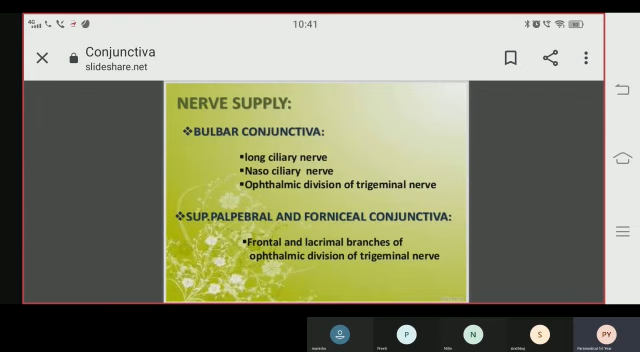 4G
10:41
Conjunctiva
slideshare.net
NERVE SUPPLY:
❖BULBAR CONJUNCTIVA:
▪long ciliary nerve
▪Naso ciliary nerve
▪Ophthalmic division of trigeminal nerve
❖SUP.PALPEBRAL AND FORNICEAL CONJUNCTIVA:
▪Frontal and lacrimal branches of
ophthalmic division of trigeminal nerve
P
N
S
PY